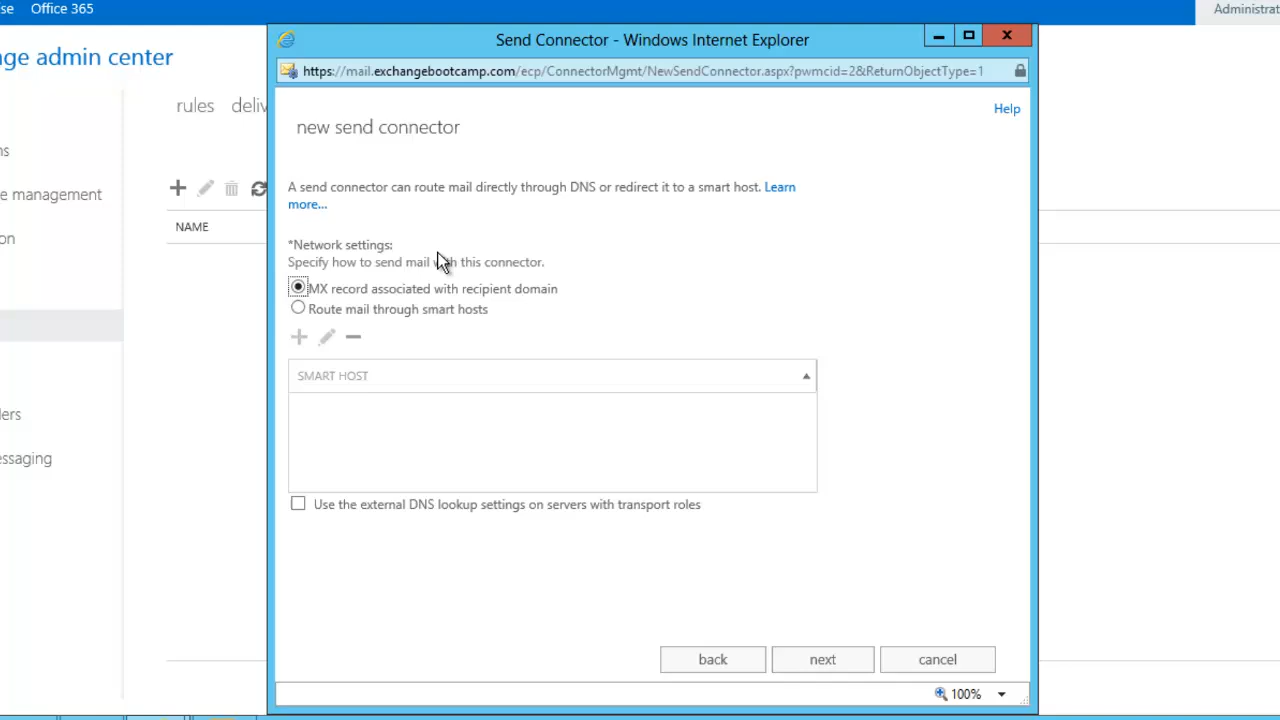 se Office 365
Administrat
Send Connector - Windows Internet Explorer
https://mail.exchangebootcamp.com/ecp/ConnectorMgmt/NewSendConnector.aspx?pwmcid=2&ReturnObjectType=1
ge admin center
rules deliv
Help
new send connector
ns
e management
A send connector can route mail directly through DNS or redirect it to a smart host. Learn
more...
NAME
on
*Network settings:
Specify how to send mail with this connector.
MX record associated with recipient domain
Route mail through smart hosts
SMART HOST
lers
essaging
Use the external DNS lookup settings on servers with transport roles
back next cancel
100%